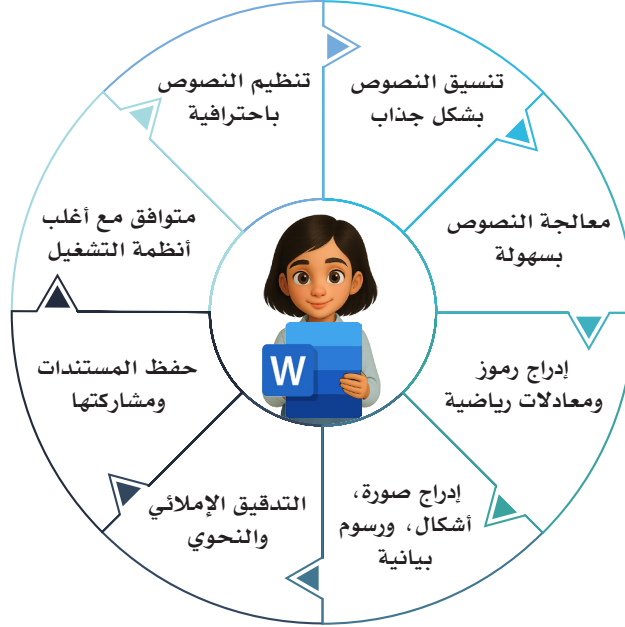 تنسيق النصوص
بشكل جذاب
معالجة النصوص
بسهولة
إدراج رموز
ومعادلات رياضية
إدراج صورة،
أشكال، ورسوم
بيانية
التدقيق الإملائي
والنحوي
حفظ المستندات
ومشاركتها
متوافق مع أغلب
أنظمة التشغيل
تنظيم النصوص
باحترافية
W